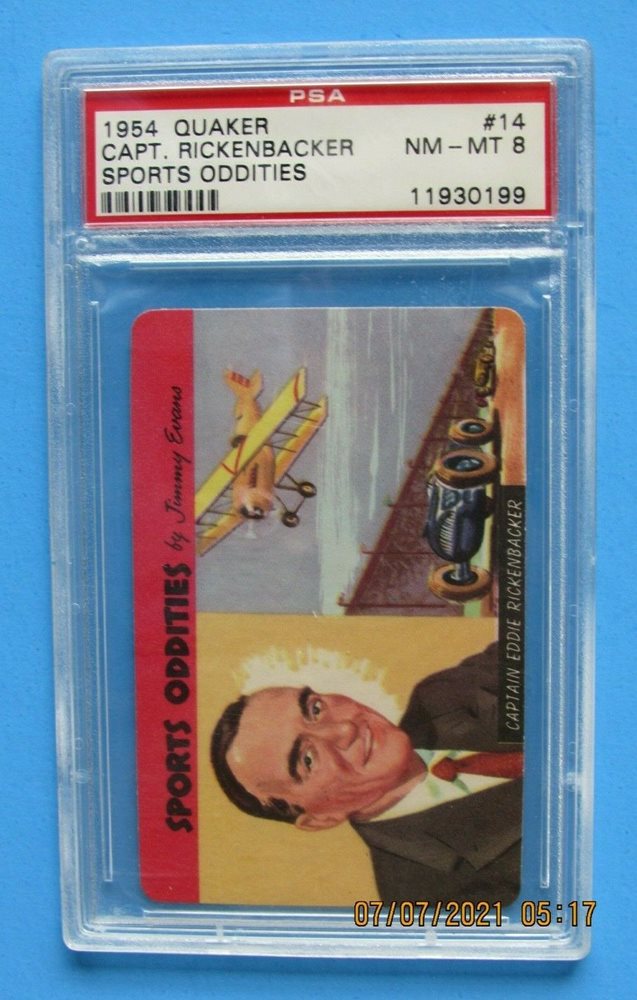 PSA
1954 QUAKER #14
CAPT. RICKENBACKER NM - MT 8
SPORTS ODDITIES
11930199
SPORTS ODDITIES by Jimmy Evans
CAPTAIN EDDIE RICKENBACKER
07/07/2021 05:17